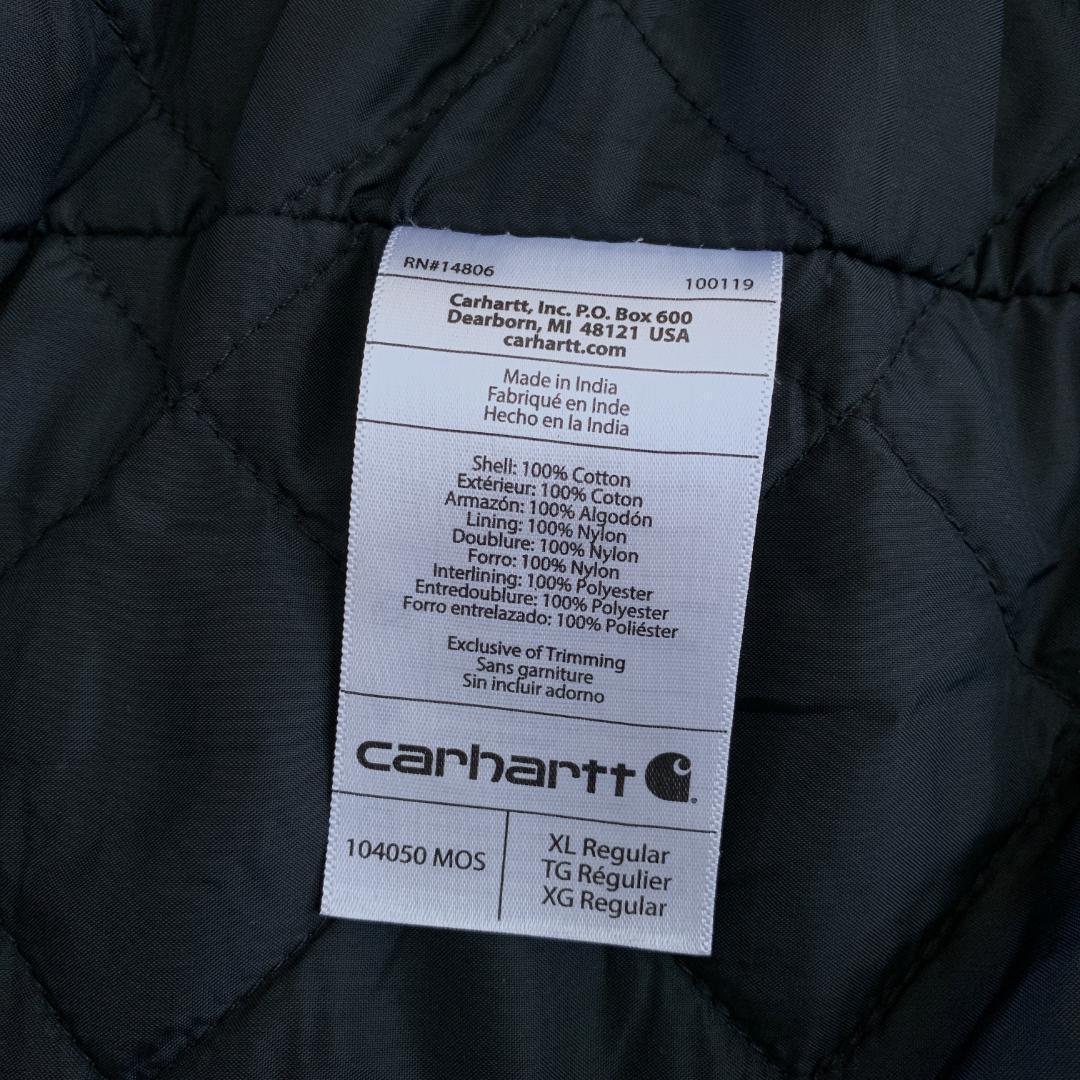 RN#14806 100119
Carhartt, Inc. P.O. Box 600
Dearborn, MI 48121 USA
carhartt.com
Made in India
Fabriqué en Inde
Hecho en la India
Shell: 100% Cotton
Extérieur: 100% Coton
Armazón: 100% Algodón
Lining: 100% Nylon
Doublure: 100% Nylon
Forro: 100% Nylon
Interlining: 100% Polyester
Entredoublure: 100% Polyester
Forro entrelazado: 100% Poliéster
Exclusive of Trimming
Sans garniture
Sin incluir adorno
carhartt
104050 MOS
XL Regular
TG Régulier
XG Regular